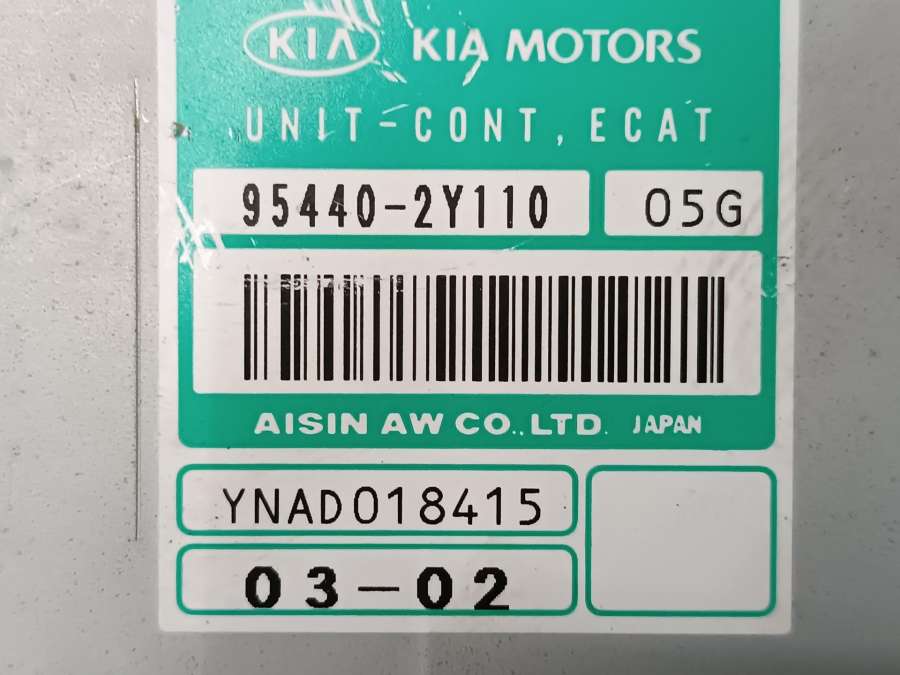 KIA KIA MOTORS
UNIT-CONT, ECAT
95440-2Y110 05G
AISIN AW CO.,LTD. JAPAN
YNAD018415
03-02